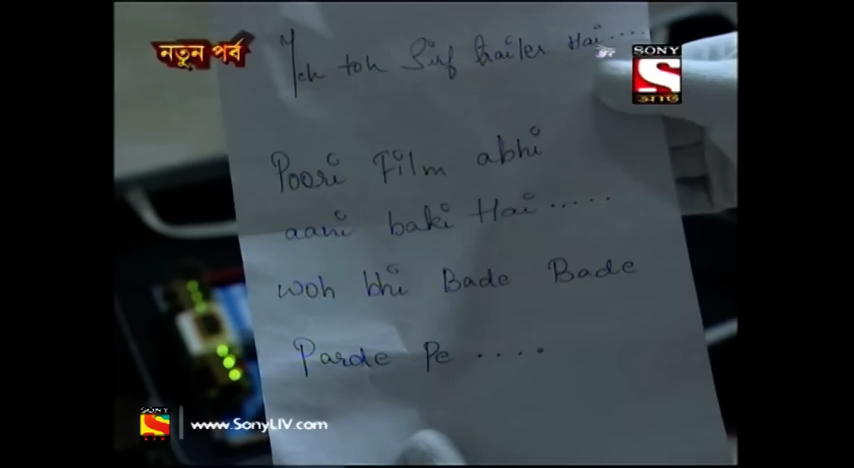 নতুন পর্ব
Yeh toh Sirf trailer Hai....
SONY
S
আট
Poori Film abhi
aani baki Hai.....
woh bhi Bade Bade
Parde Pe....
SONY
S
www.SonyLIV.com